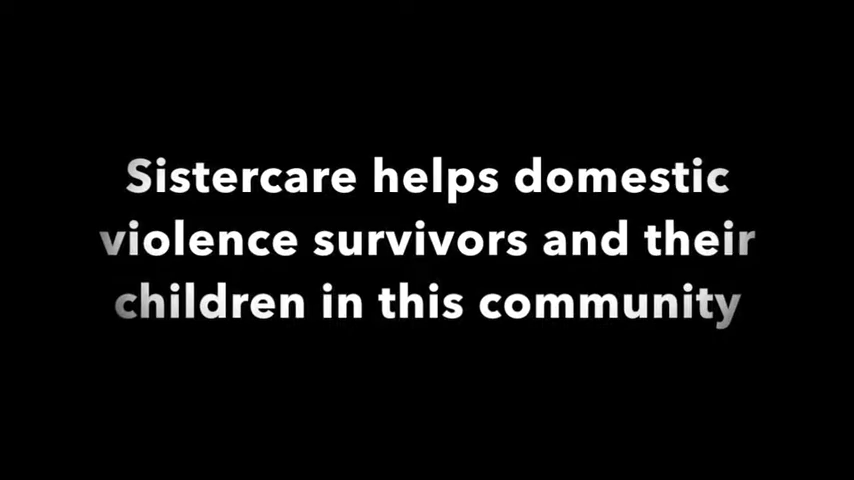 Sistercare helps domestic
violence survivors and their
children in this community